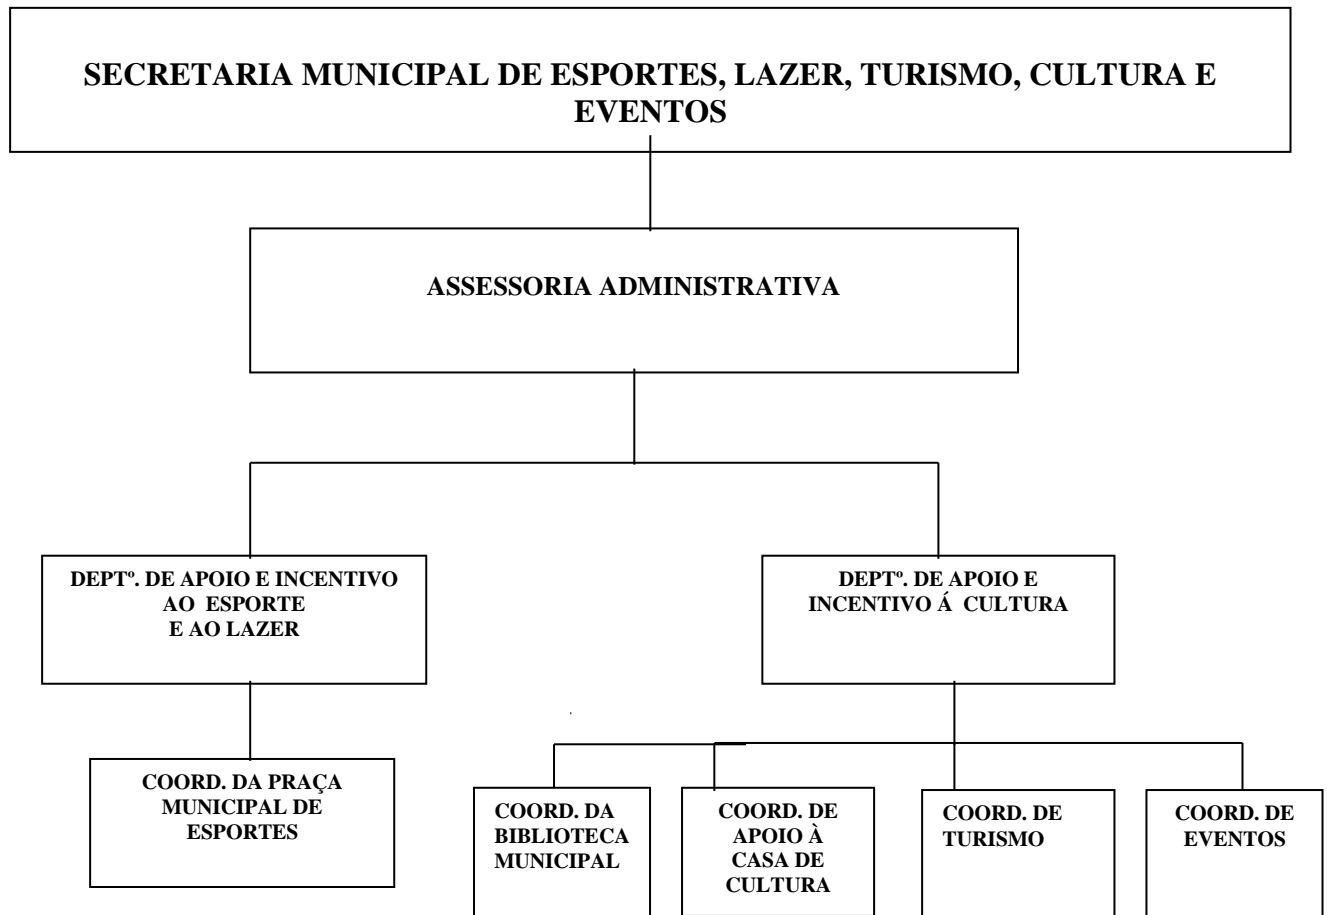 SECRETARIA MUNICIPAL DE ESPORTES, LAZER, TURISMO, CULTURA E
EVENTOS
ASSESSORIA ADMINISTRATIVA
DEPTº. DE APOIO E INCENTIVO
AO ESPORTE
E AO LAZER
DEPTº. DE APOIO E
INCENTIVO Á CULTURA
COORD. DA PRAÇA
MUNICIPAL DE
ESPORTES
COORD. DA
BIBLIOTECA
MUNICIPAL
COORD. DE
APOIO À
CASA DE
CULTURA
COORD. DE
TURISMO
COORD. DE
EVENTOS